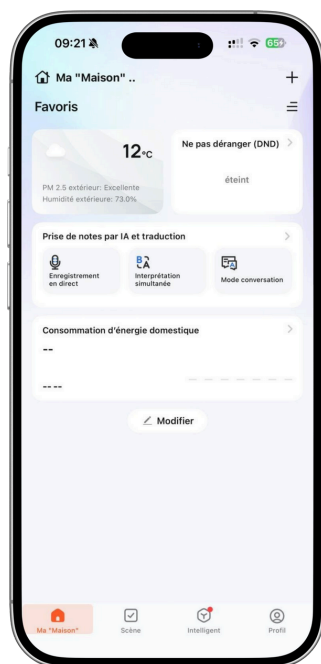 09:21
65
Ma "Maison" ..
Favoris
12°C
PM 2.5 extérieur: Excellente
Humidité extérieure: 73.0%
Ne pas déranger (DND)
éteint
Prise de notes par IA et traduction
Enregistrement
en direct
Interprétation
simultanée
Mode conversation
Consommation d'énergie domestique
--
-- --
Modifier
Ma "Maison"
Scène
Intelligent
Profil